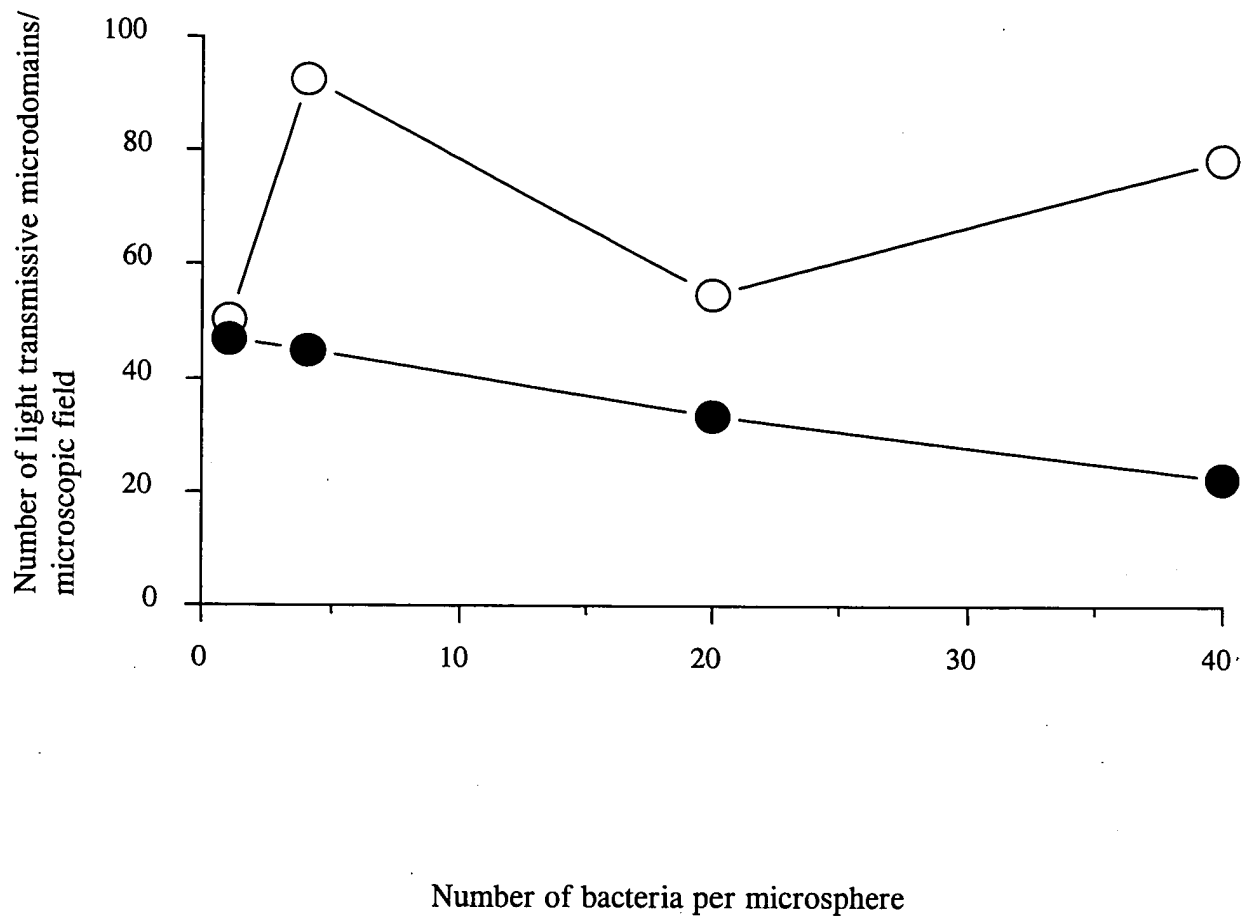 Number of light transmissive microdomains/
microscopic field
100
80
60
40
20
0
0 10 20 30 40
Number of bacteria per microsphere